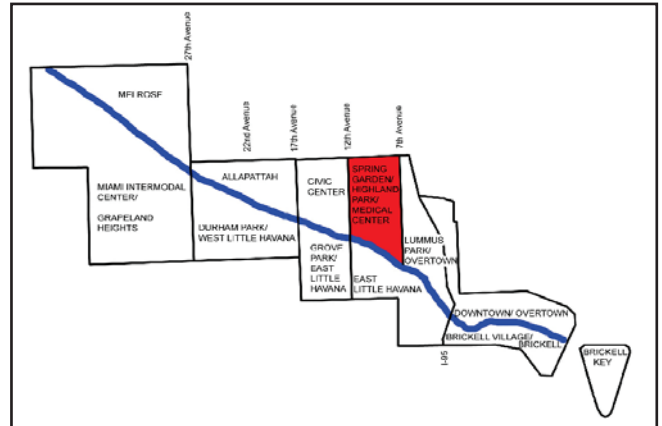 27th Avenue
MELROSE
22nd Avenue
17th Avenue
12th Avenue
7th Avenue
ALLAPATTAH
CIVIC
CENTER
SPRING
GARDEN/
HIGHLAND
PARK/
MEDICAL
CENTER
MIAMI INTERMODAL
CENTER/
GRAPELAND
HEIGHTS
DURHAM PARK/
WEST LITTLE HAVANA
GROVE
PARK/
EAST
LITTLE
HAVANA
EAST
LITTLE HAVANA
LUMMUS
PARK/
OVERTOWN
DOWNTOWN/ OVERTOWN
BRICKELL VILLAGE/
BRICKELL
I-95
BRICKELL
KEY